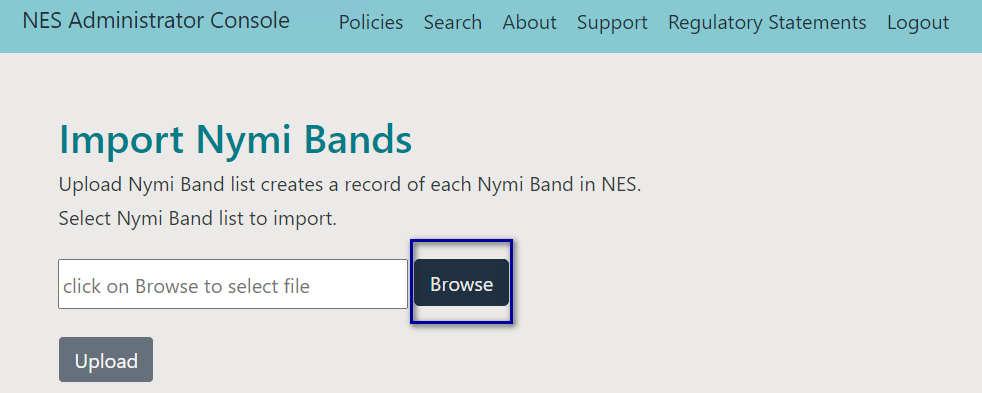 NES Administrator Console Policies Search About Support Regulatory Statements Logout
Import Nymi Bands
Upload Nymi Band list creates a record of each Nymi Band in NES.
Select Nymi Band list to import.
click on Browse to select file Browse
Upload